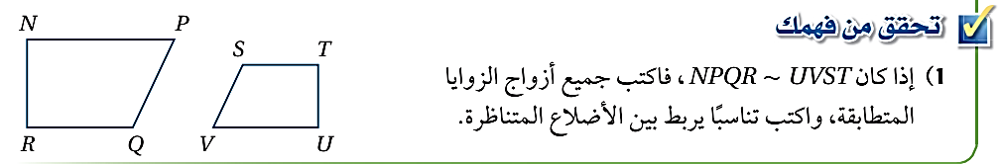 تحقق من فهمك
1) إذا كان NPQR ~ UVST ، فاكتب جميع أزواج الزوايا
المتطابقة، واكتب تناسبًا يربط بين الأضلاع المتناظرة.
N P
S T
R Q V U